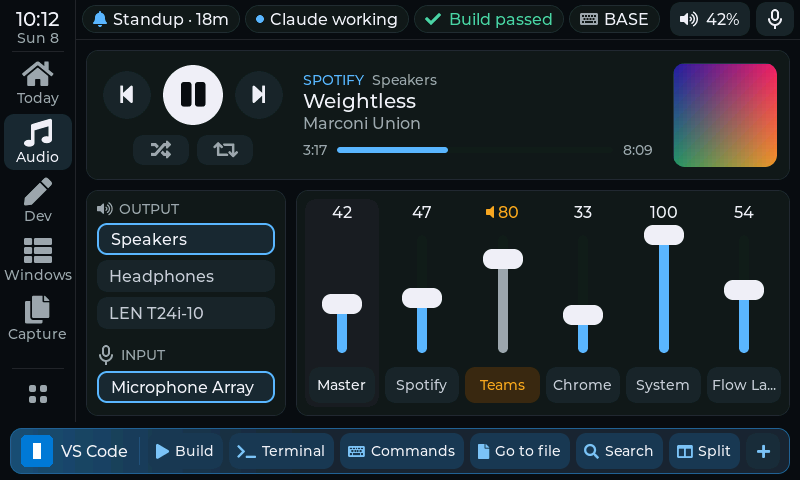 10:12
Sun 8
Standup · 18m
Claude working
Build passed
BASE
42%
Today
Audio
Dev
Windows
Capture
SPOTIFY Speakers
Weightless
Marconi Union
3:17
8:09
OUTPUT
Speakers
Headphones
LEN T24i-10
INPUT
Microphone Array
42
47
80
33
100
54
Master
Spotify
Teams
Chrome
System
Flow La...
VS Code
Build
Terminal
Commands
Go to file
Search
Split